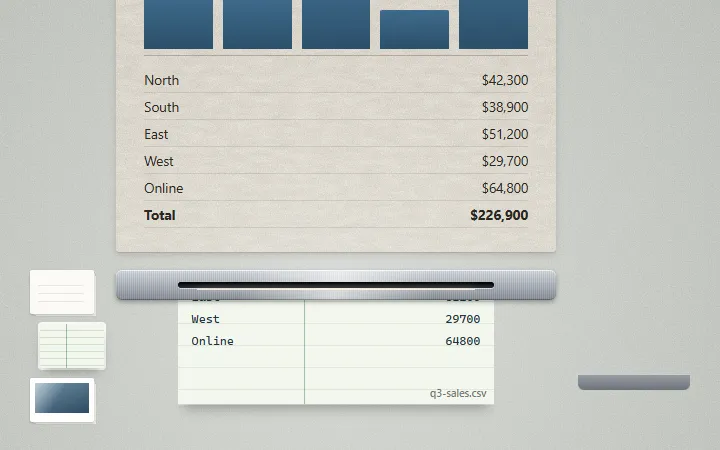 North $42,300
South $38,900
East $51,200
West $29,700
Online $64,800
Total $226,900
West 29700
Online 64800
q3-sales.csv